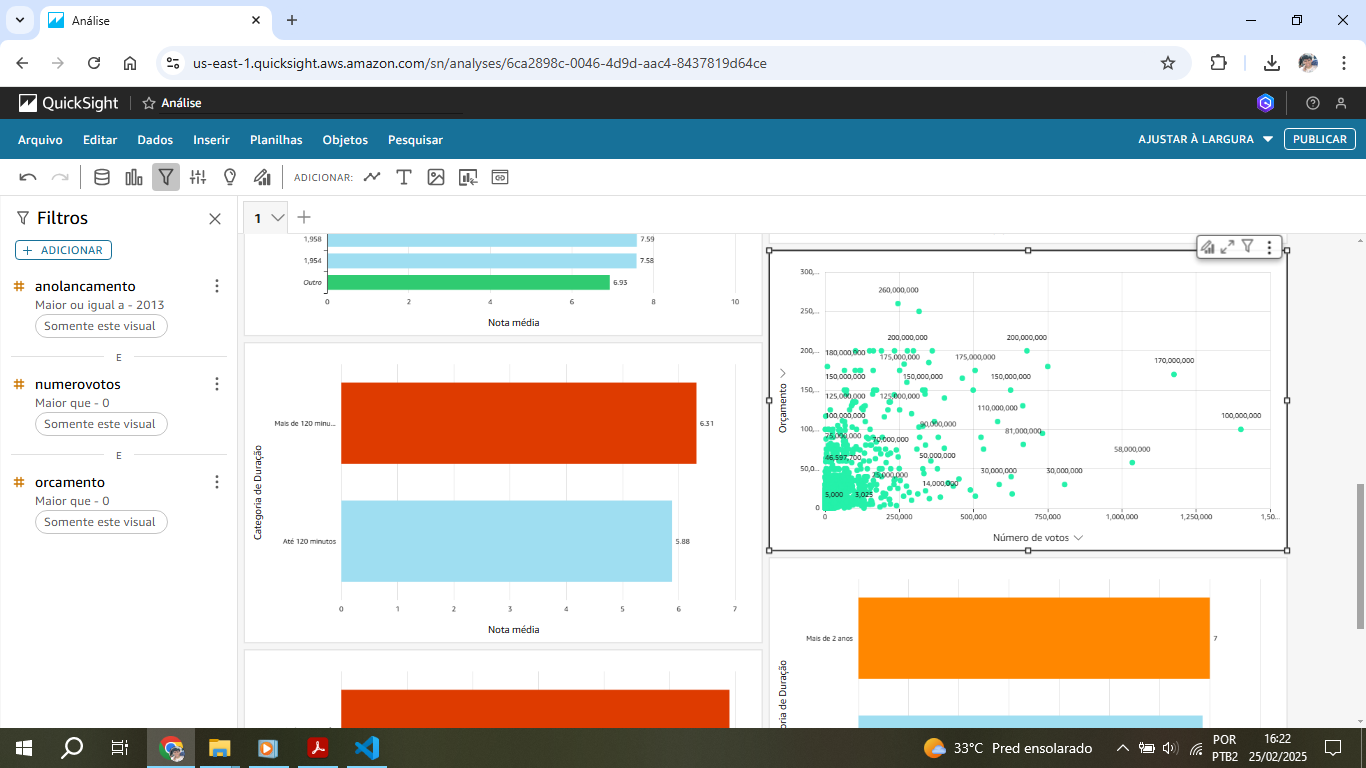 Análise
us-east-1.quicksight.aws.amazon.com/sn/analyses/6ca2898c-0046-4d9d-aac4-8437819d64ce
QuickSight
Análise
Arquivo Editar Dados Inserir Planilhas Objetos Pesquisar AJUSTAR À LARGURA PUBLICAR
ADICIONAR:
Filtros
ADICIONAR
anolancamento
Maior ou igual a - 2013
Somente este visual
E
numerovotos
Maior que - 0
Somente este visual
E
orcamento
Maior que - 0
Somente este visual
1
1,958 7.59
1,954 7.58
Outro 6.93
0 2 4 6 8 10
Nota média
Categoria de Duração
Mais de 120 minu... 6.31
Até 120 minutos 5.88
0 1 2 3 4 5 6 7
Nota média
Orçamento
300,...
260,000,000
250,...
200,000,000 200,000,000
200,...
180,000,000 175,000,000 175,000,000 170,000,000
150,000,000 150,000,000 150,000,000
150,...
125,000,000 125,000,000
110,000,000
100,000,000 100,000,000
90,000,000
100,...
75,000,000 70,000,000 81,000,000
46,597,700 50,000,000 58,000,000
50,0...
25,000,000 30,000,000 30,000,000
14,000,000
5,000 3,025
0
0 250,000 500,000 750,000 1,000,000 1,250,000 1,50...
Número de votos
Mais de 2 anos 7
ria de Duração
33°C Pred ensolarado
POR
PTB2
16:22
25/02/2025